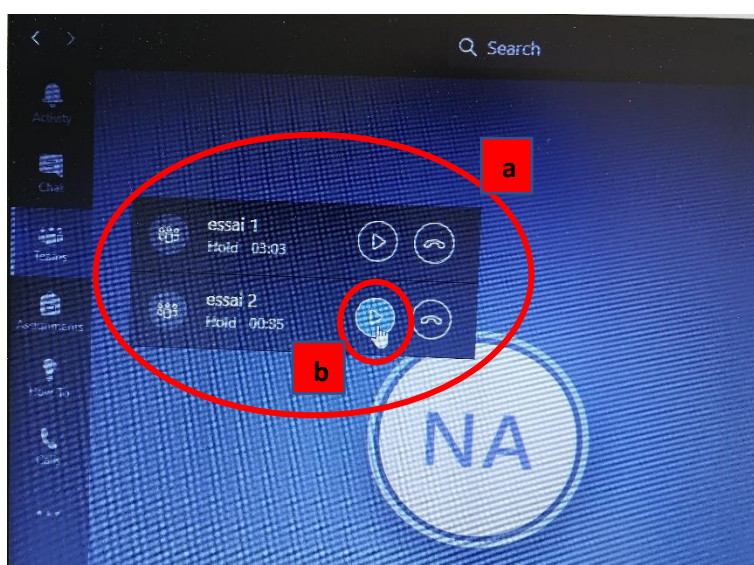 Search
Activity
Chat
a
essai 1
Hold 03:03
Teams
essai 2
Hold 00:35
Assignments
b
How To
NA
Calls